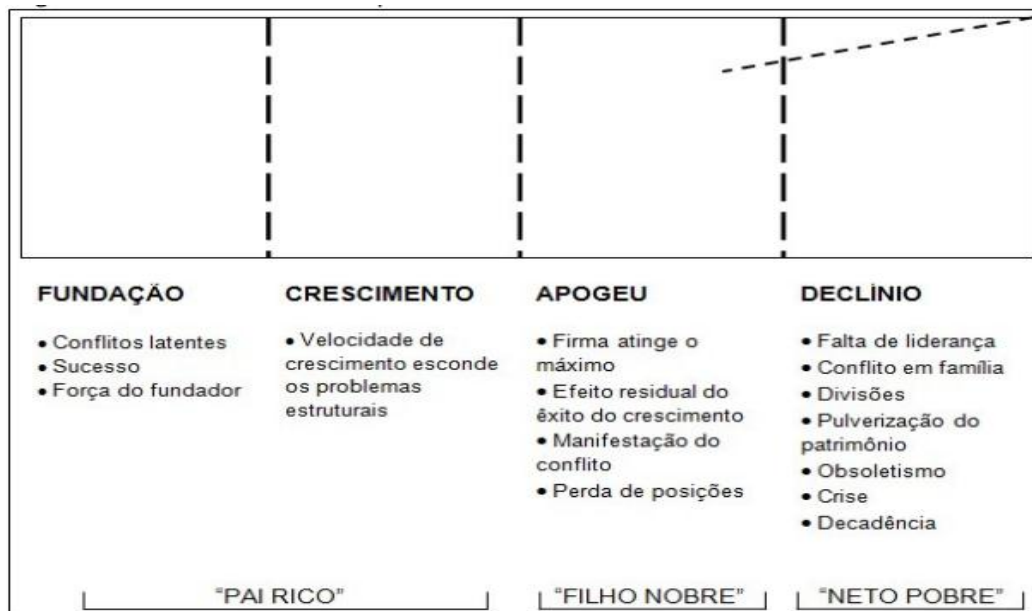 FUNDAÇÃO
• Conflitos latentes
• Sucesso
• Força do fundador
CRESCIMENTO
• Velocidade de
crescimento esconde
os problemas
estruturais
APOGEU
• Firma atinge o
máximo
• Efeito residual do
êxito do crescimento
• Manifestação do
conflito
• Perda de posições
DECLÍNIO
• Falta de liderança
• Conflito em família
• Divisões
• Pulverização do
patrimônio
• Obsoletismo
• Crise
• Decadência
"PAI RICO"
"FILHO NOBRE"
"NETO POBRE"